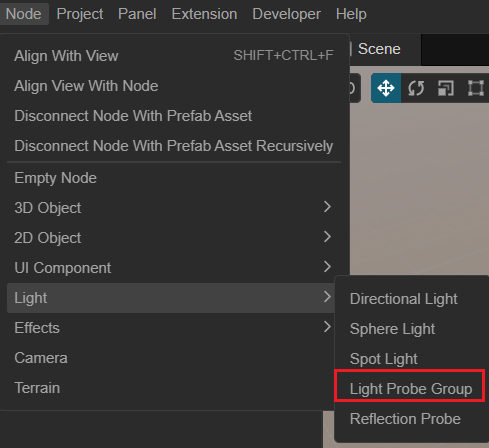 Node Project Panel Extension Developer Help
Scene
Align With View SHIFT+CTRL+F
Align View With Node
Disconnect Node With Prefab Asset
Disconnect Node With Prefab Asset Recursively
Empty Node
3D Object
2D Object
UI Component
Light
Effects
Camera
Terrain
Directional Light
Sphere Light
Spot Light
Light Probe Group
Reflection Probe